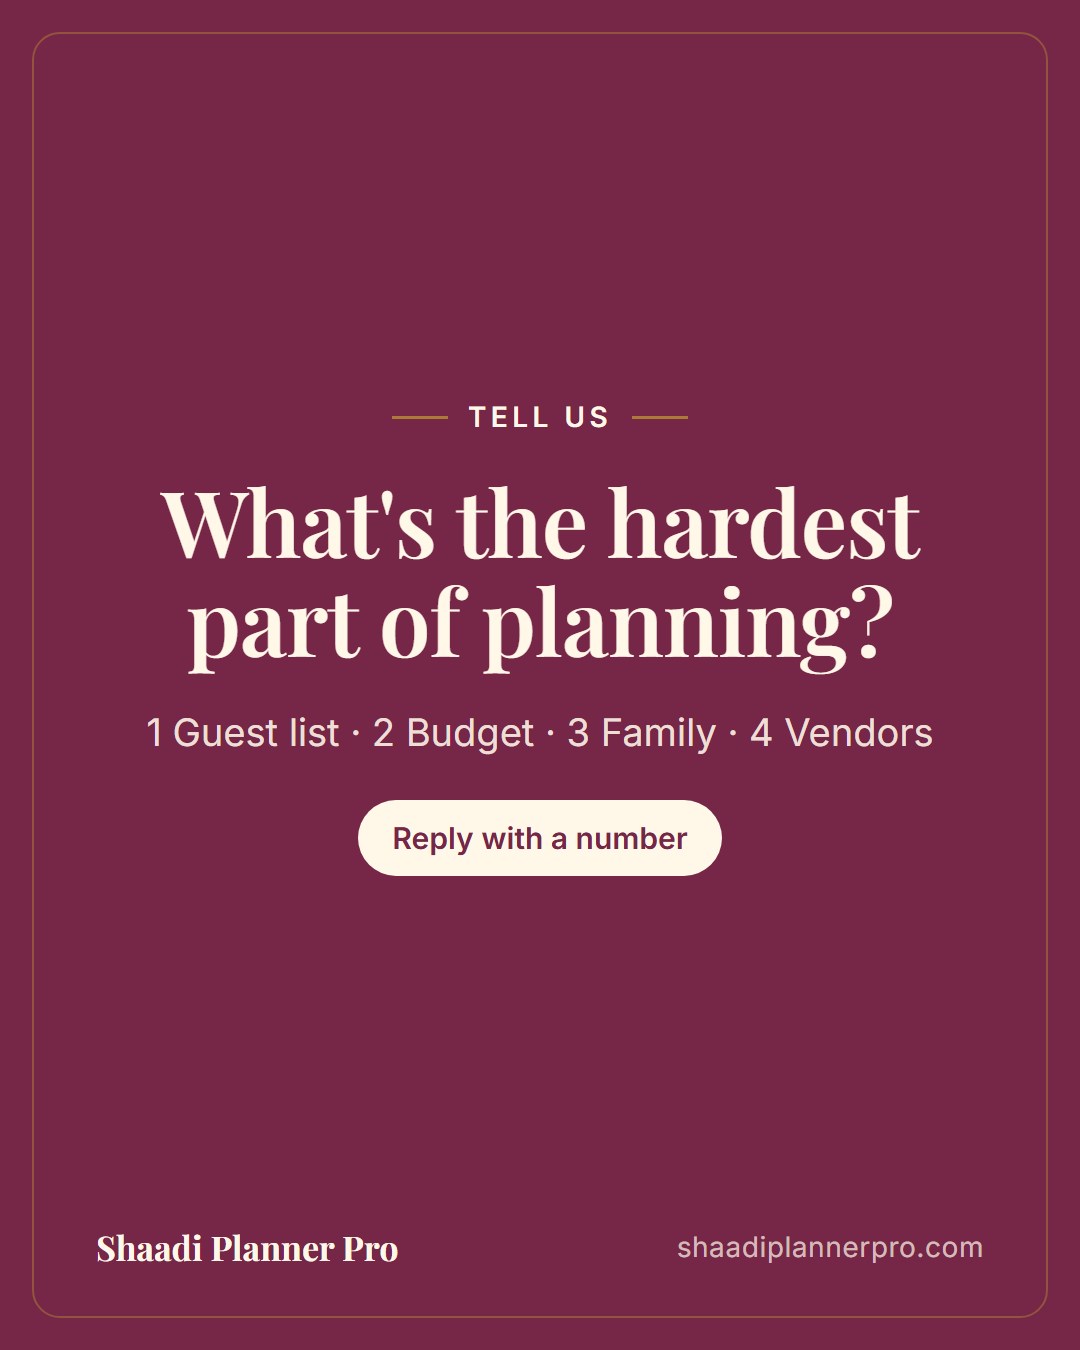 TELL US
What's the hardest
part of planning?
1 Guest list · 2 Budget · 3 Family · 4 Vendors
Reply with a number
Shaadi Planner Pro
shaadiplannerpro.com